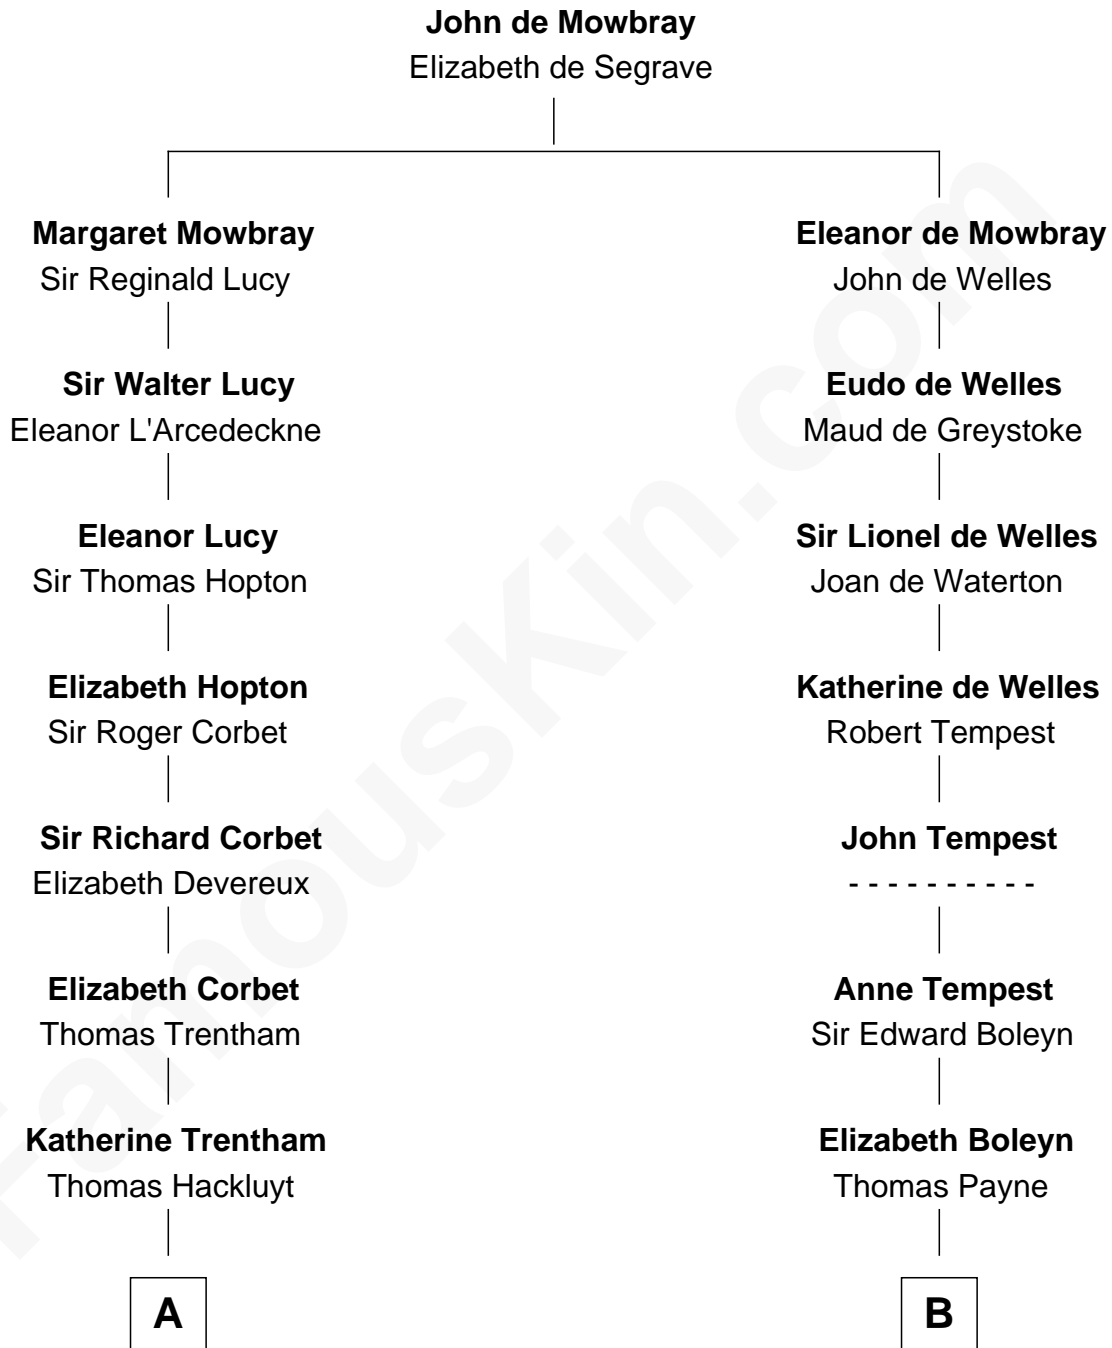 John de Mowbray
Elizabeth de Segrave
Margaret Mowbray
Sir Reginald Lucy
Eleanor de Mowbray
John de Welles
Sir Walter Lucy
Eleanor L'Arcedeckne
Eudo de Welles
Maud de Greystoke
Eleanor Lucy
Sir Thomas Hopton
Sir Lionel de Welles
Joan de Waterton
Elizabeth Hopton
Sir Roger Corbet
Katherine de Welles
Robert Tempest
Sir Richard Corbet
Elizabeth Devereux
John Tempest
- - - - - - - - - -
Elizabeth Corbet
Thomas Trentham
Anne Tempest
Sir Edward Boleyn
Katherine Trentham
Thomas Hackluyt
Elizabeth Boleyn
Thomas Payne
A
B
FamousKin.com